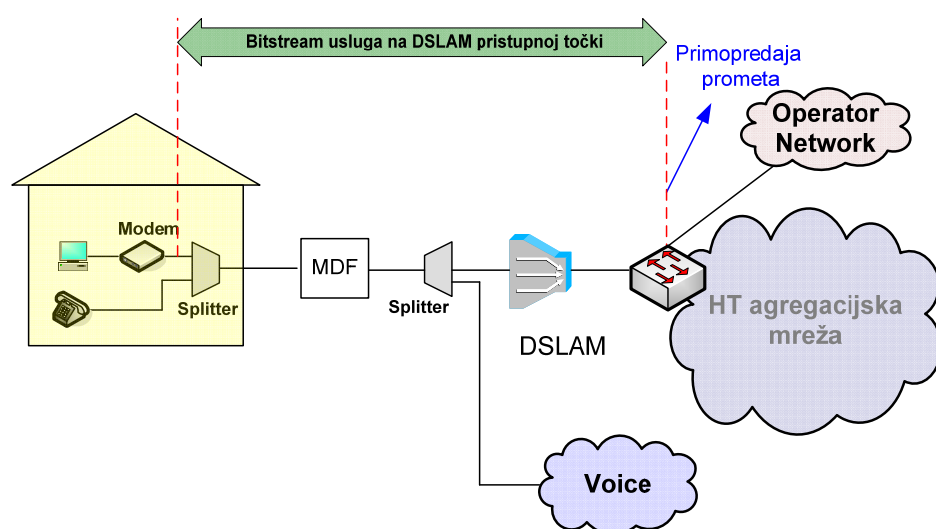 Bitstream usluga na DSLAM pristupnoj točki
Primopredaja
prometa
Operator
Network
Modem
Splitter
MDF
Splitter
DSLAM
HT agregacijska
mreža
Voice